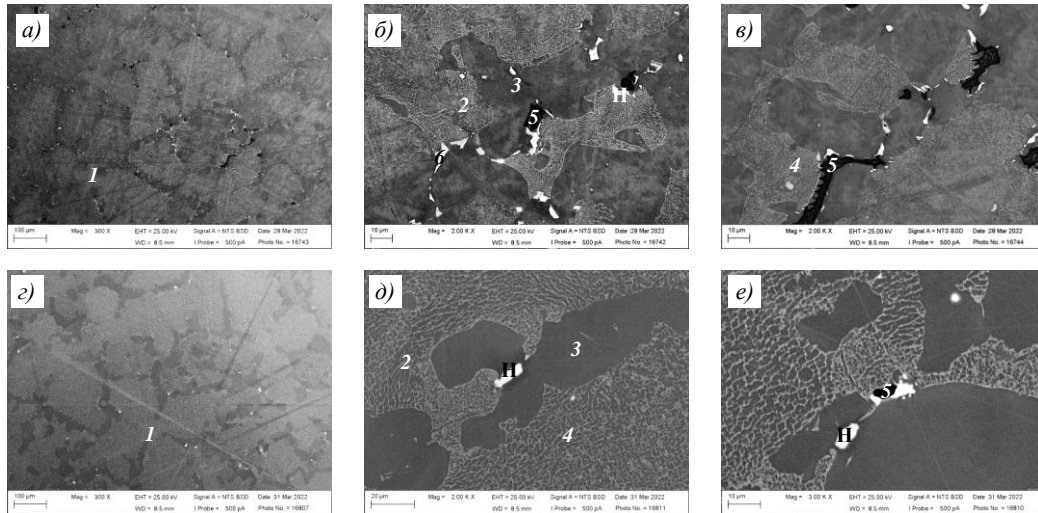 а)
1
100 µm
Mag = 300 X
EHT = 25.00 kV
WD = 8.5 mm
Signal A = NTS BSD
I Probe = 500 pA
Date :28 Mar 2022
Photo No. = 16743
б)
3
2
Н
5
6
10 µm
Mag = 2.00 K X
EHT = 25.00 kV
WD = 8.5 mm
Signal A = NTS BSD
I Probe = 500 pA
Date :28 Mar 2022
Photo No. = 16742
в)
4
5
10 µm
Mag = 2.00 K X
EHT = 25.00 kV
WD = 8.5 mm
Signal A = NTS BSD
I Probe = 500 pA
Date :28 Mar 2022
Photo No. = 16744
г)
1
100 µm
Mag = 300 X
EHT = 25.00 kV
WD = 8.5 mm
Signal A = NTS BSD
I Probe = 500 pA
Date :31 Mar 2022
Photo No. = 16807
д)
2
3
Н
4
20 µm
Mag = 2.00 K X
EHT = 25.00 kV
WD = 8.5 mm
Signal A = NTS BSD
I Probe = 500 pA
Date :31 Mar 2022
Photo No. = 16811
е)
5
Н
10 µm
Mag = 3.00 K X
EHT = 25.00 kV
WD = 8.5 mm
Signal A = NTS BSD
I Probe = 500 pA
Date :31 Mar 2022
Photo No. = 16810